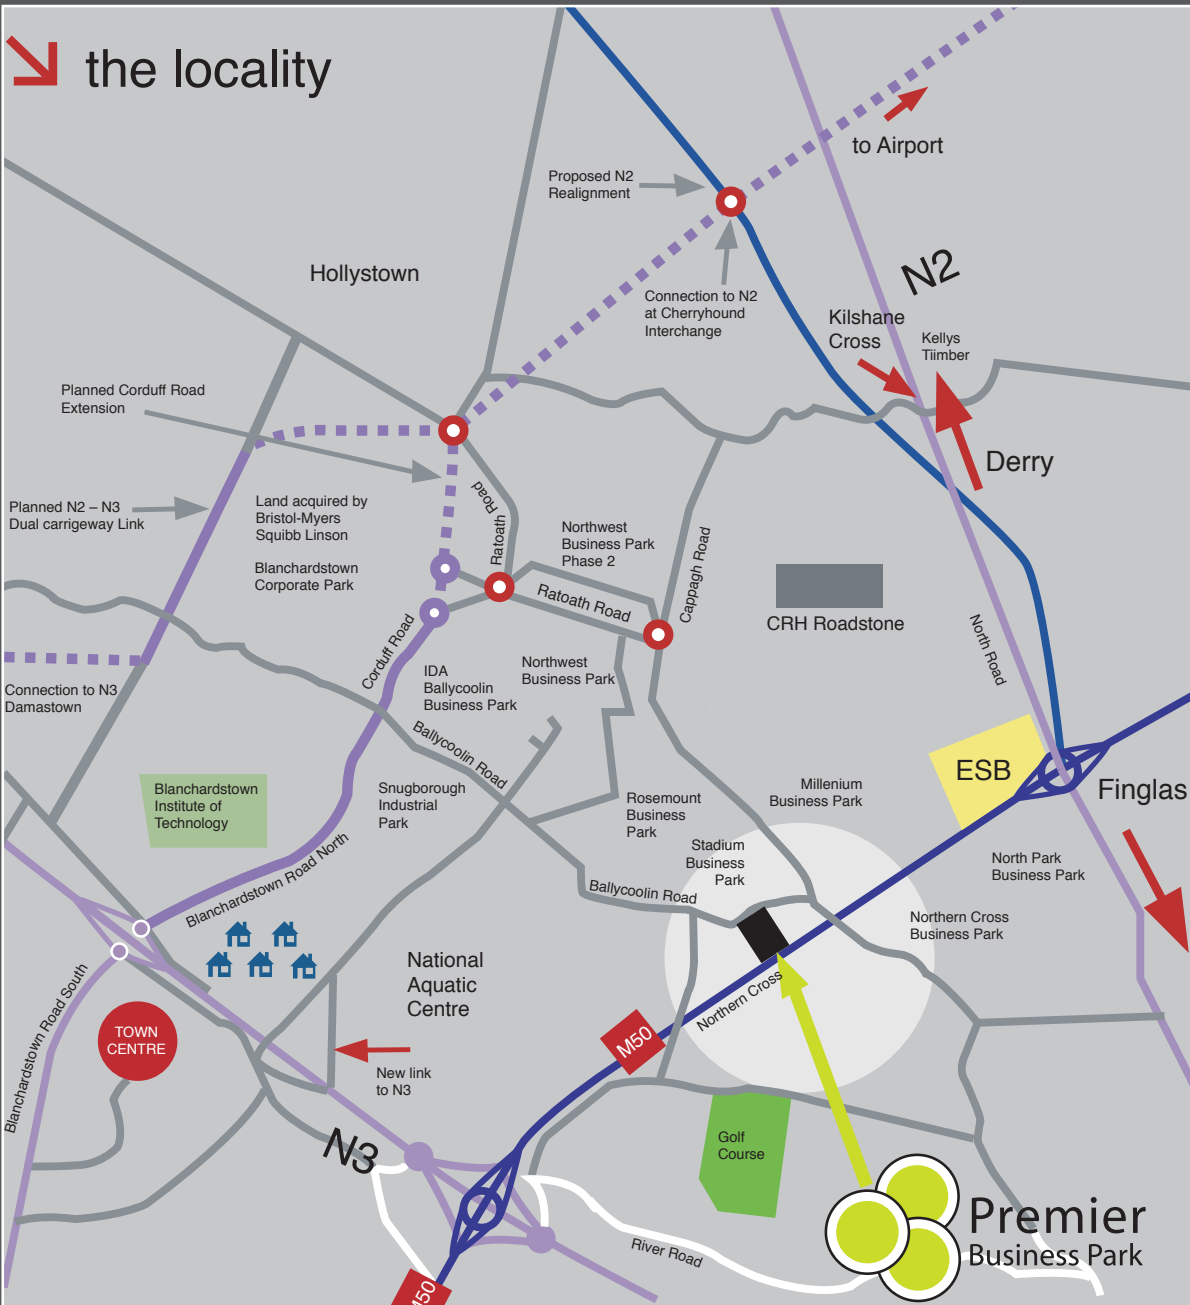 the locality
to Airport
Proposed N2
Realignment
N2
Hollystown
Connection to N2
at Cherryhound
Interchange
Kilshane
Cross
Kellys
Tiimber
Planned Corduff Road
Extension
Derry
Planned N2 – N3
Dual carrigeway Link
Land acquired by
Bristol-Myers
Squibb Linson
Blanchardstown
Corporate Park
Ratoath Road
Northwest
Business Park
Phase 2
Ratoath Road
Cappagh Road
CRH Roadstone
North Road
Corduff Road
Connection to N3
Damastown
IDA
Ballycoolin
Business Park
Northwest
Business Park
Ballycoolin Road
ESB
Finglas
Blanchardstown
Institute of
Technology
Snugborough
Industrial
Park
Rosemount
Business
Park
Millenium
Business Park
Stadium
Business
Park
North Park
Business Park
Blanchardstown Road North
Ballycoolin Road
Northern Cross
Business Park
National
Aquatic
Centre
Northern Cross
Blanchardstown Road South
TOWN
CENTRE
M50
New link
to N3
N3
Golf
Course
River Road
Premier
Business Park
M50